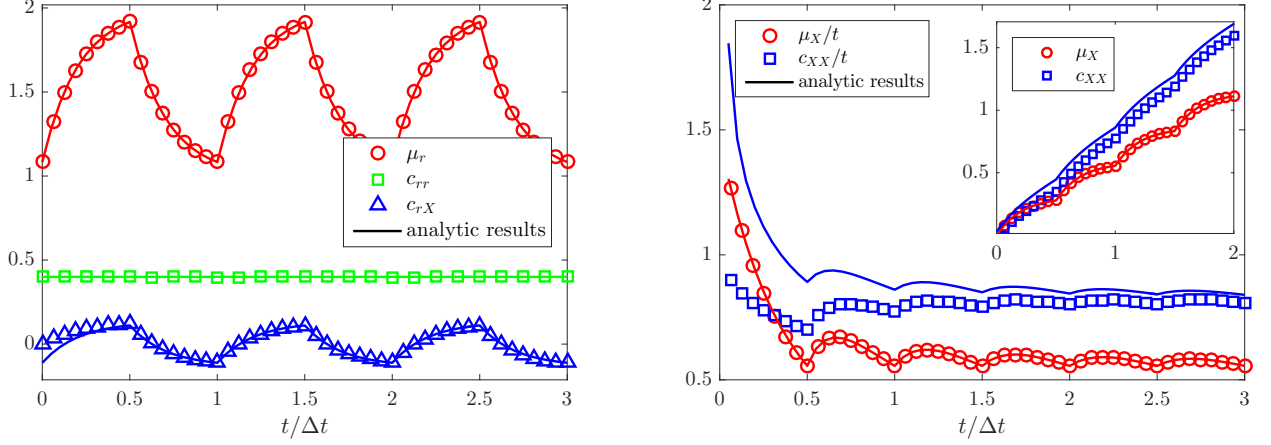 2
1.5
1
0.5
0
μ_r
c_rr
c_rX
analytic results
0 0.5 1 1.5 2 2.5 3
t/Δt
2
1.5
1
0.5
μ_X/t
c_XX/t
analytic results
1.5
1
0.5
μ_X
c_XX
0 1 2
0 0.5 1 1.5 2 2.5 3
t/Δt